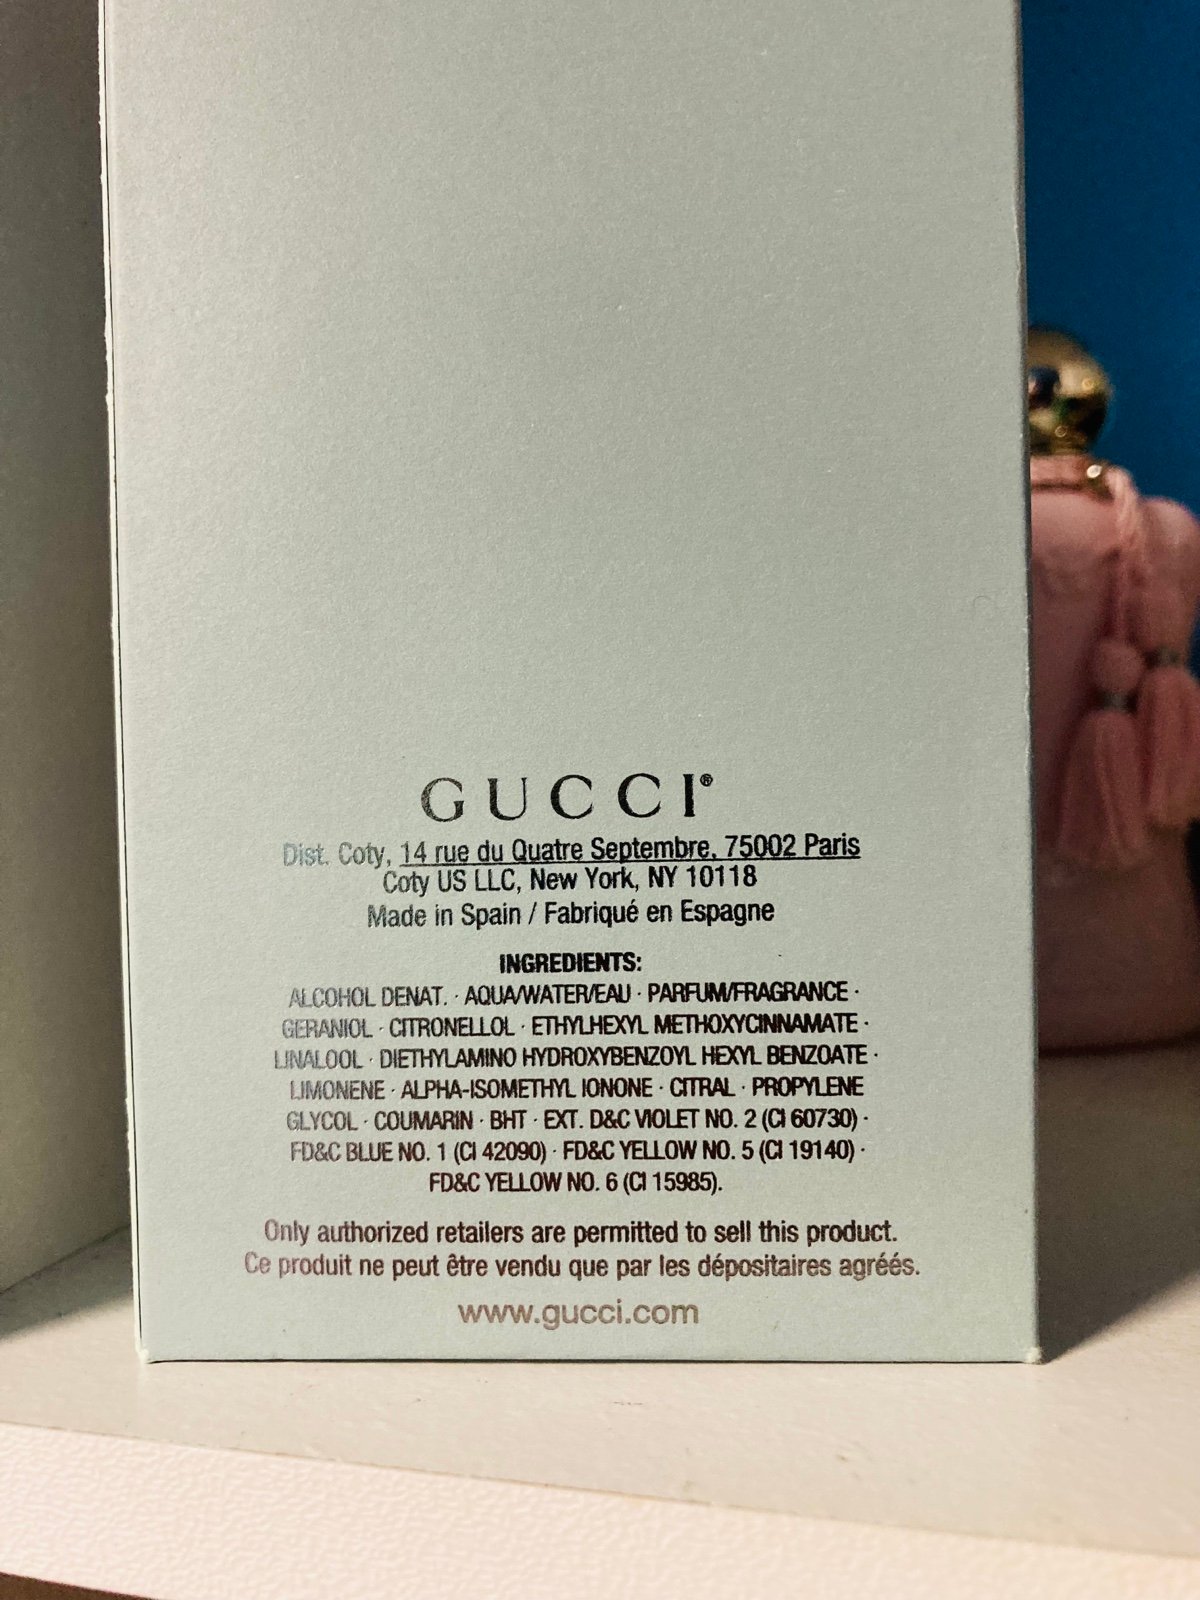 GUCCI®
Dist. Coty, 14 rue du Quatre Septembre, 75002 Paris
Coty US LLC, New York, NY 10118
Made in Spain / Fabriqué en Espagne
INGREDIENTS:
ALCOHOL DENAT. · AQUA/WATER/EAU · PARFUM/FRAGRANCE ·
GERANIOL · CITRONELLOL · ETHYLHEXYL METHOXYCINNAMATE ·
LINALOOL · DIETHYLAMINO HYDROXYBENZOYL HEXYL BENZOATE ·
LIMONENE · ALPHA-ISOMETHYL IONONE · CITRAL · PROPYLENE
GLYCOL · COUMARIN · BHT · EXT. D&C VIOLET NO. 2 (CI 60730) ·
FD&C BLUE NO. 1 (CI 42090) · FD&C YELLOW NO. 5 (CI 19140) ·
FD&C YELLOW NO. 6 (CI 15985).
Only authorized retailers are permitted to sell this product.
Ce produit ne peut être vendu que par les dépositaires agréés.
www.gucci.com